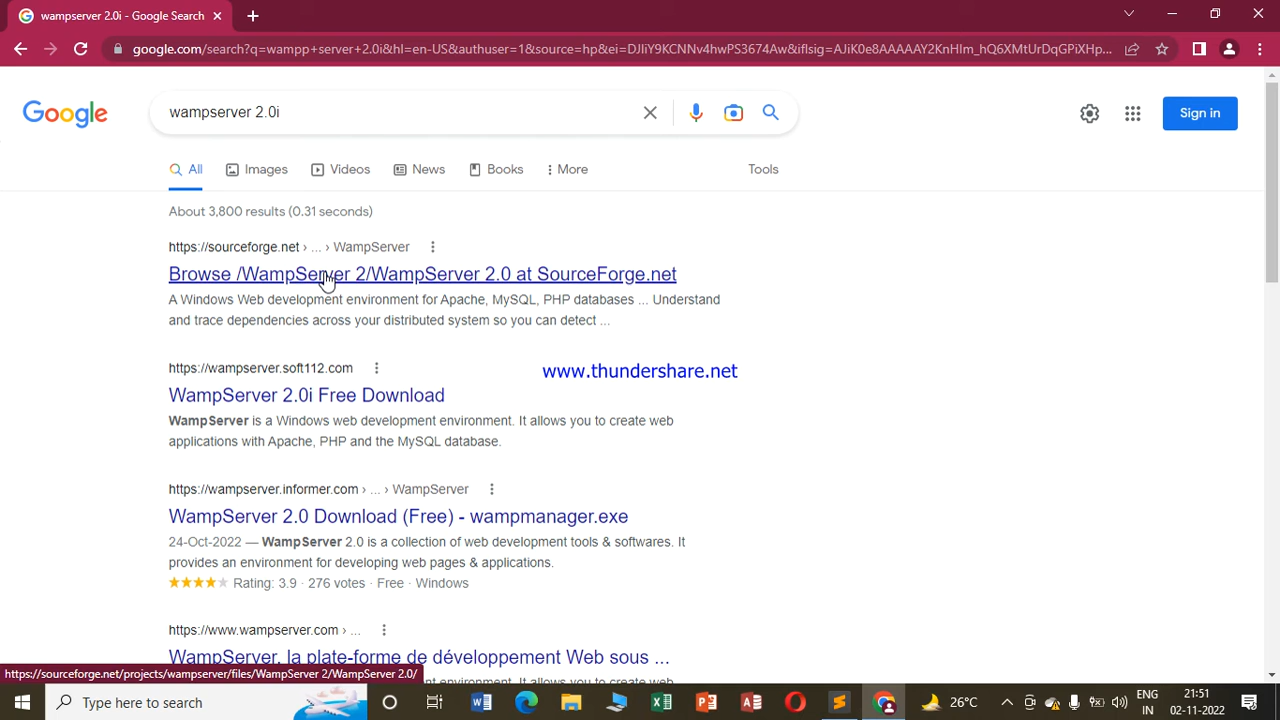 wampserver 2.0i - Google Search
google.com/search?q=wampp+server+2.0i&hl=en-US&authuser=1&source=hp&ei=DJIiY9KCNNv4hwPS3674Aw&iflsig=AJiK0e8AAAAAY2KnHIm_hQ6XMtUrDqGPiXHp...
Google
wampserver 2.0i
Sign in
All Images Videos News Books More Tools
About 3,800 results (0.31 seconds)
https://sourceforge.net › ... › WampServer
Browse /WampServer 2/WampServer 2.0 at SourceForge.net
A Windows Web development environment for Apache, MySQL, PHP databases ... Understand
and trace dependencies across your distributed system so you can detect ...
https://wampserver.soft112.com
www.thundershare.net
WampServer 2.0i Free Download
WampServer is a Windows web development environment. It allows you to create web
applications with Apache, PHP and the MySQL database.
https://wampserver.informer.com › ... › WampServer
WampServer 2.0 Download (Free) - wampmanager.exe
24-Oct-2022 — WampServer 2.0 is a collection of web development tools & softwares. It
provides an environment for developing web pages & applications.
Rating: 3.9 · 276 votes · Free · Windows
https://www.wampserver.com › ...
WampServer, la plate-forme de développement Web sous ...
ent environment. It allows you to create web
https://sourceforge.net/projects/wampserver/files/WampServer 2/WampServer 2.0/
Type here to search
26°C
ENG
IN
21:51
02-11-2022